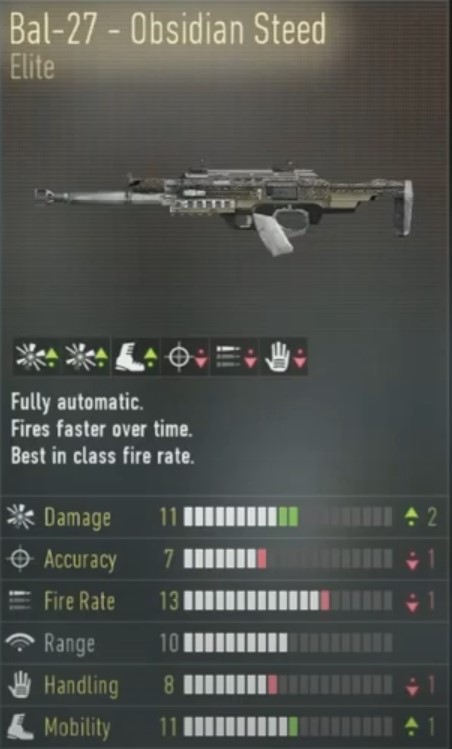 Bal-27 - Obsidian Steed
Elite
Fully automatic.
Fires faster over time.
Best in class fire rate.
Damage 11 2
Accuracy 7 1
Fire Rate 13 1
Range 10
Handling 8 1
Mobility 11 1